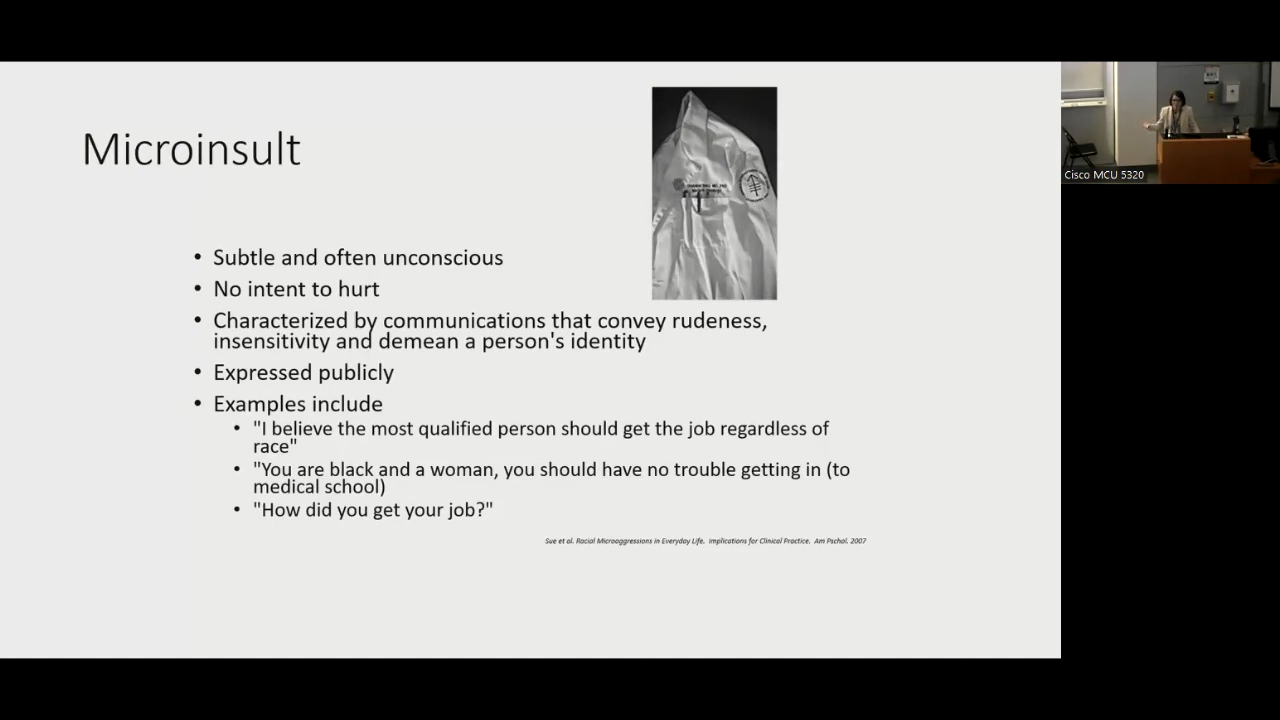 Microinsult
• Subtle and often unconscious
• No intent to hurt
• Characterized by communications that convey rudeness,
insensitivity and demean a person's identity
• Expressed publicly
• Examples include
• "I believe the most qualified person should get the job regardless of
race"
• "You are black and a woman, you should have no trouble getting in (to
medical school)
• "How did you get your job?"
Sue et al. Racial Microaggressions in Everyday Life. Implications for Clinical Practice. Am Pschol. 2007
Cisco MCU 5320